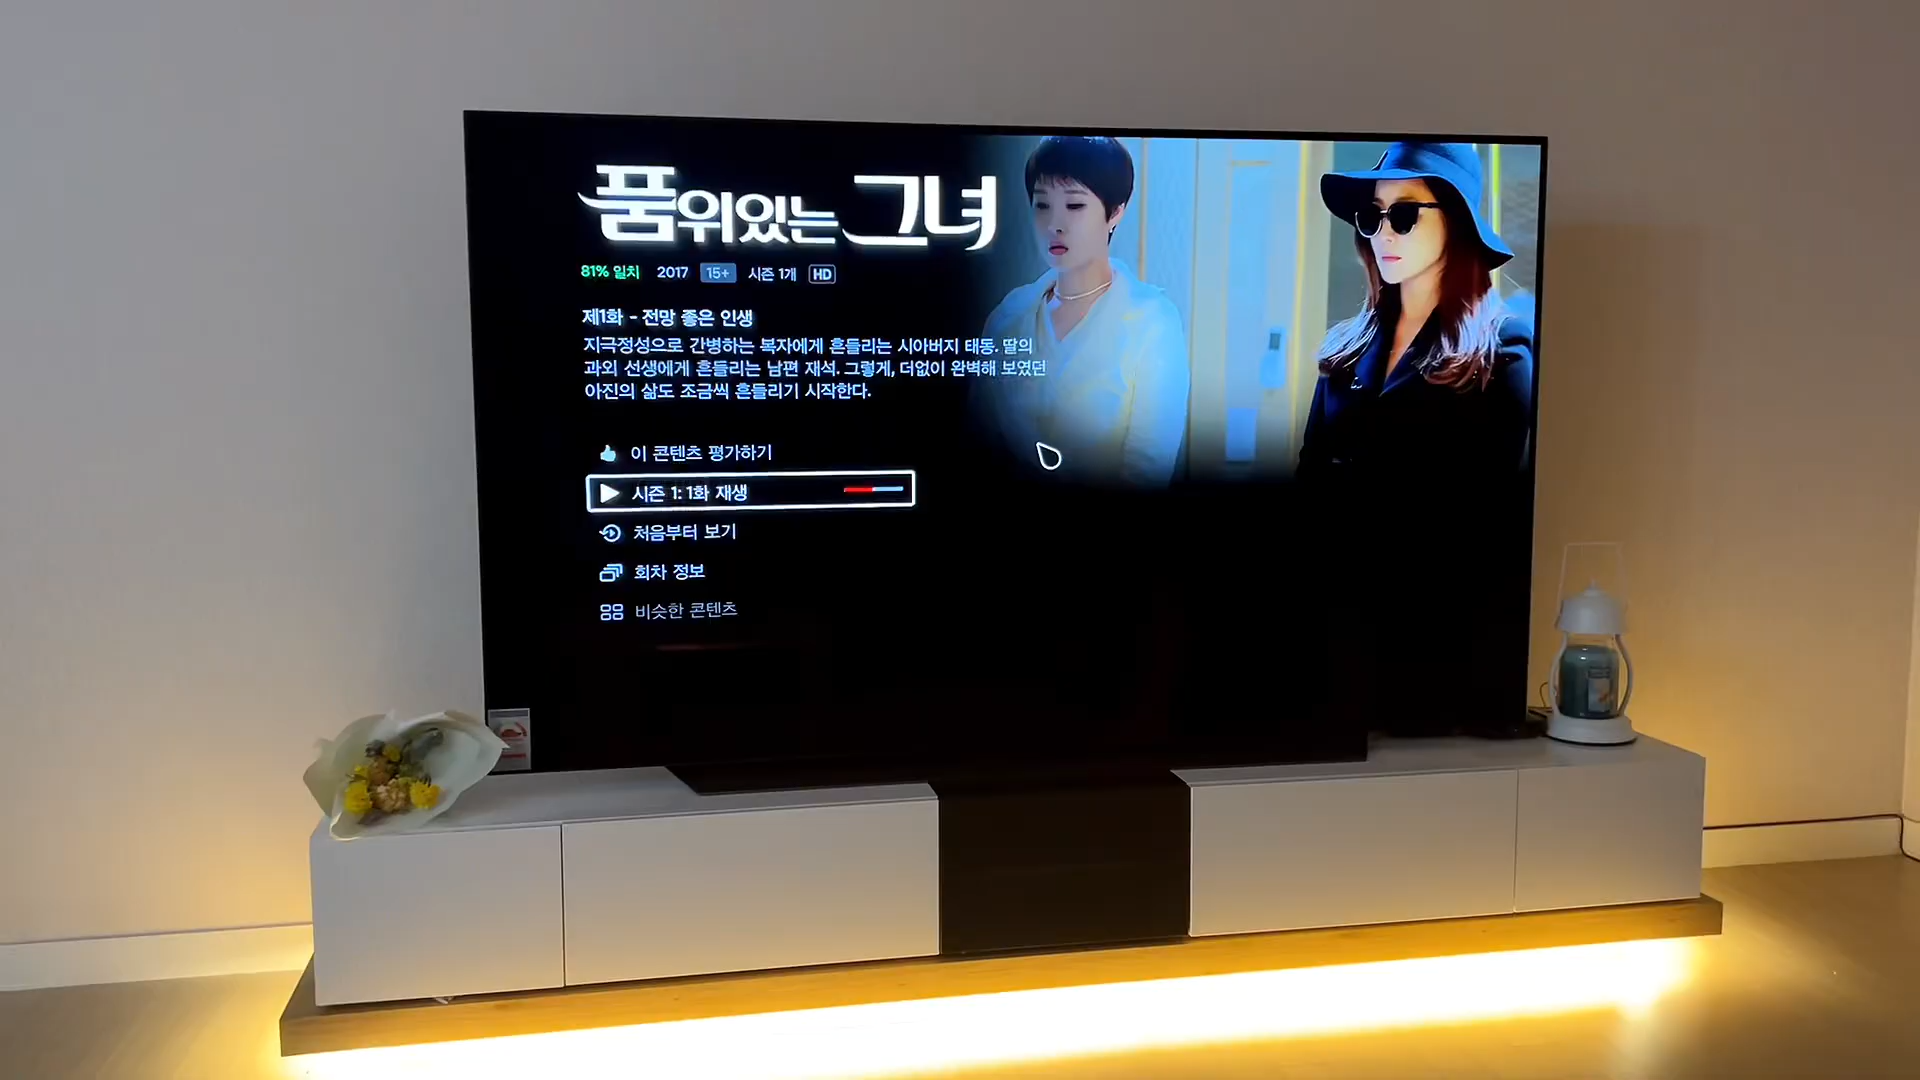 품위있는 그녀
81% 일치 2017 15+ 시즌 1개 HD
제1화 - 전망 좋은 인생
지극정성으로 간병하는 복자에게 흔들리는 시아버지 태동. 딸의
과외 선생에게 흔들리는 남편 재석. 그렇게, 더없이 완벽해 보였던
아진의 삶도 조금씩 흔들리기 시작한다.
이 콘텐츠 평가하기
시즌 1: 1화 재생
처음부터 보기
회차 정보
비슷한 콘텐츠